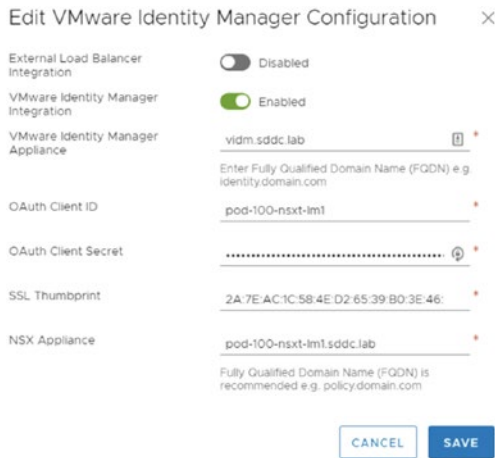 Edit VMware Identity Manager Configuration
External Load Balancer
Integration
Disabled
VMware Identity Manager
Integration
Enabled
VMware Identity Manager
Appliance
vidm.sddc.lab
*
Enter Fully Qualified Domain Name (FQDN) e.g.
identity.domain.com
OAuth Client ID
pod-100-nsxt-lm1
*
OAuth Client Secret
*
SSL Thumbprint
2A:7E:AC:1C:58:4E:D2:65:39:B0:3E:46:
*
NSX Appliance
pod-100-nsxt-lm1.sddc.lab
*
Fully Qualified Domain Name (FQDN) is
recommended e.g. policy.domain.com
CANCEL
SAVE